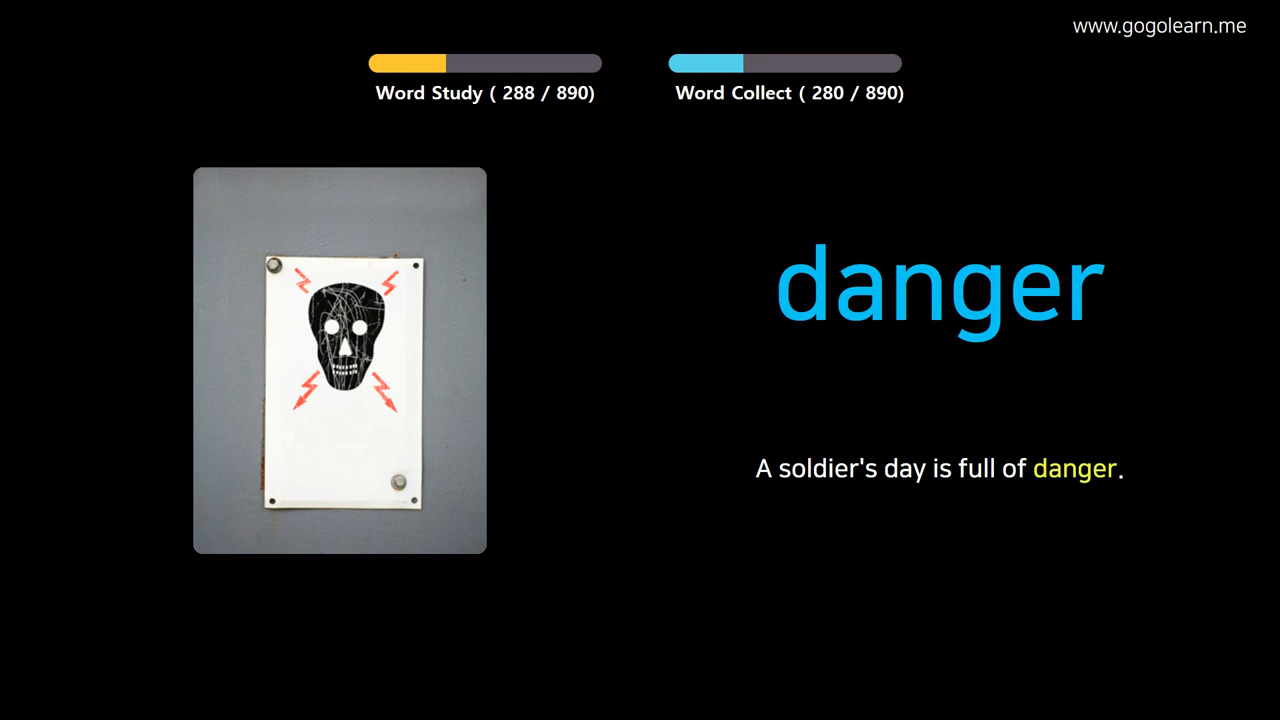 www.gogolearn.me
Word Study ( 288 / 890)
Word Collect ( 280 / 890)
danger
A soldier's day is full of danger.